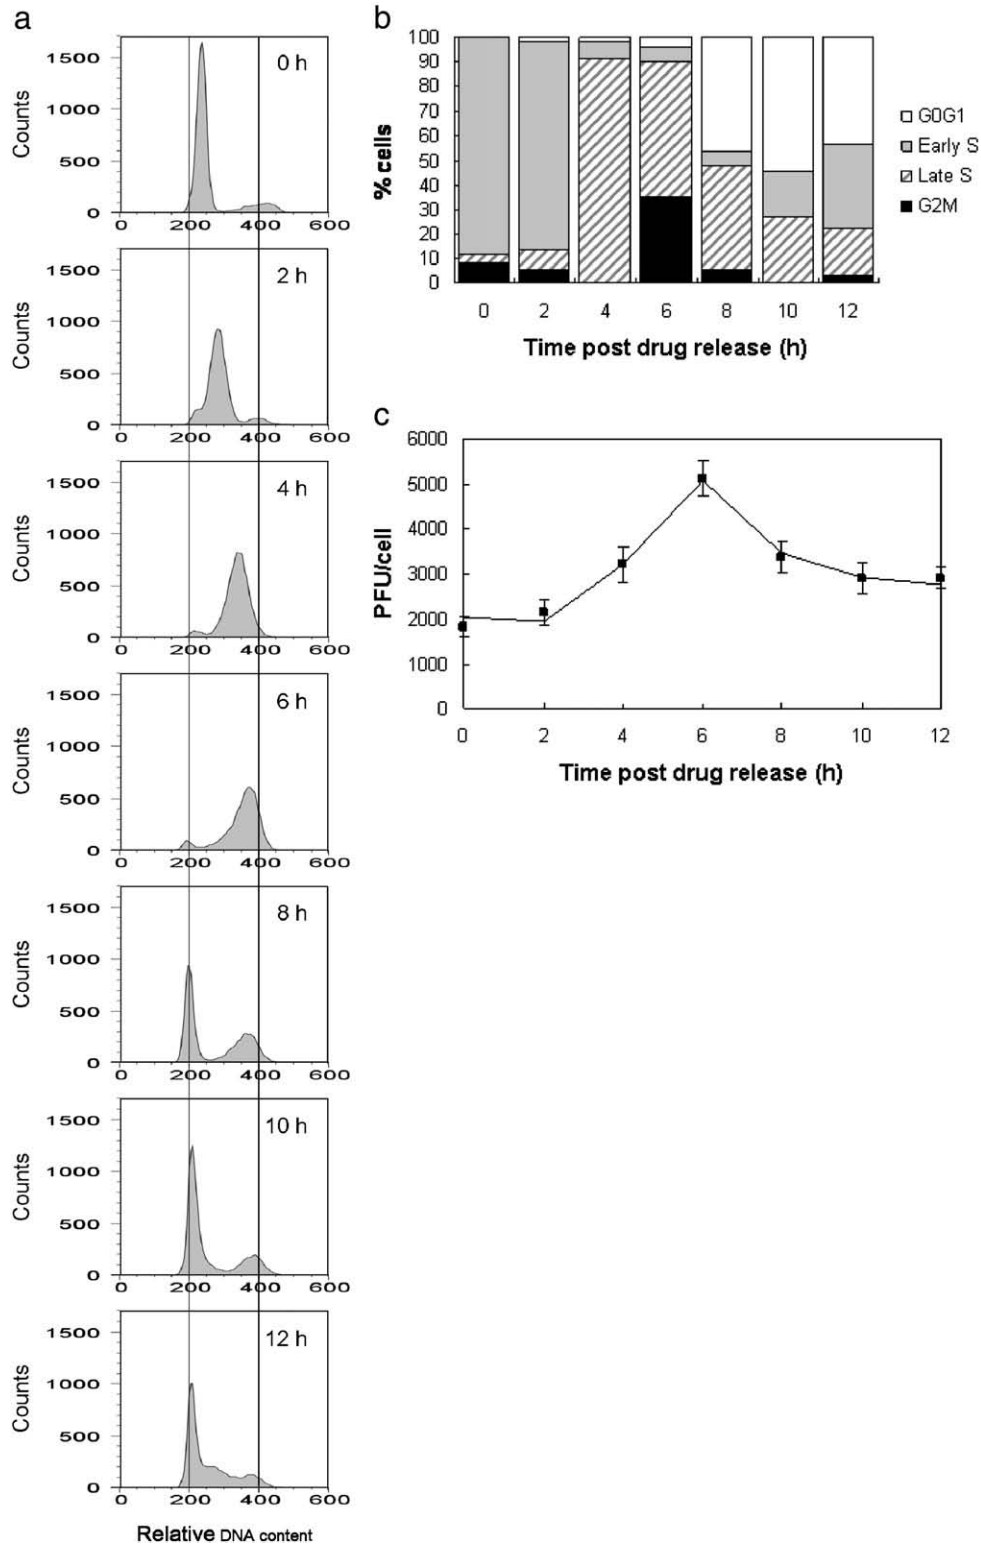 a
Counts
1500
1000
500
0
0 h
0 200 400 600
Counts
1500
1000
500
0
2 h
0 200 400 600
Counts
1500
1000
500
0
4 h
0 200 400 600
Counts
1500
1000
500
0
6 h
0 200 400 600
Counts
1500
1000
500
0
8 h
0 200 400 600
Counts
1500
1000
500
0
10 h
0 200 400 600
Counts
1500
1000
500
0
12 h
0 200 400 600
Relative DNA content
b
% cells
100
90
80
70
60
50
40
30
20
10
0
0 2 4 6 8 10 12
Time post drug release (h)
G0G1
Early S
Late S
G2M
c
PFU/cell
6000
5000
4000
3000
2000
1000
0
0 2 4 6 8 10 12
Time post drug release (h)